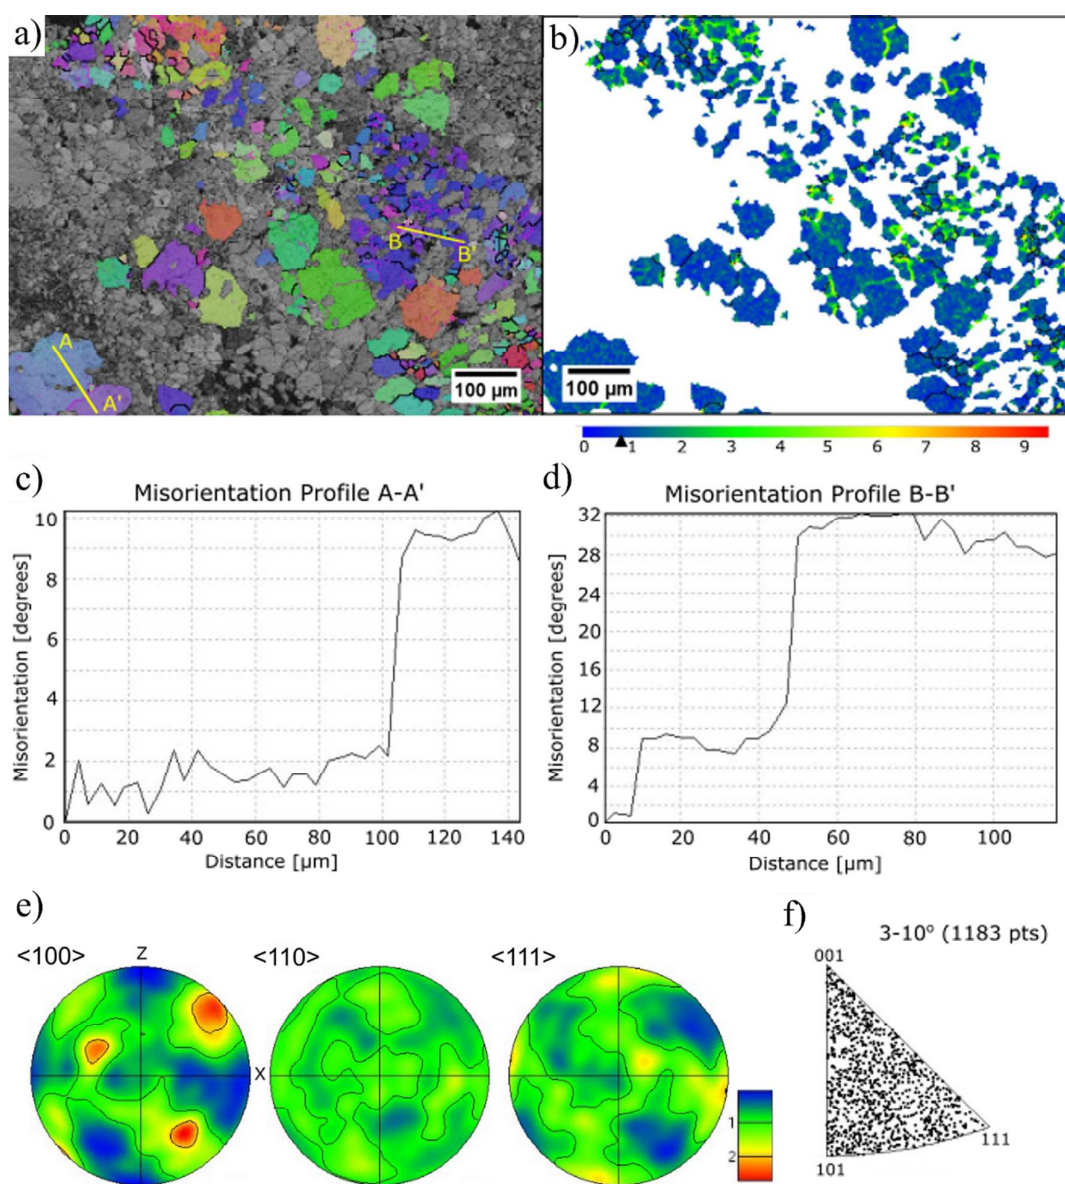 a)
b)
A
A'
B
B'
100 µm
100 µm
0 1 2 3 4 5 6 7 8 9
c)
Misorientation Profile A-A'
Misorientation [degrees]
10
8
6
4
2
0
0 20 40 60 80 100 120 140
Distance [µm]
d)
Misorientation Profile B-B'
Misorientation [degrees]
32
28
24
20
16
12
8
4
0
0 20 40 60 80 100
Distance [µm]
e)
<100>
Z
X
<110>
<111>
1
2
f)
3-10° (1183 pts)
001
111
101